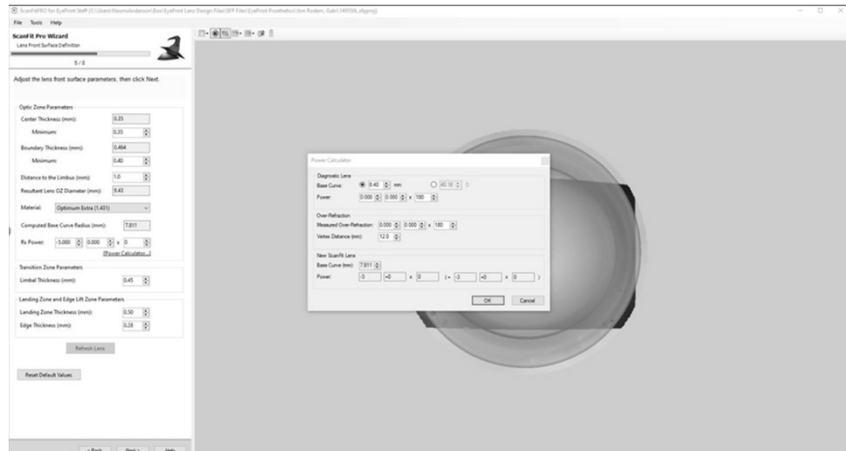 File Tools Help
ScanFit Pro Wizard
Lens Front Surface Definition
5 / 8
Adjust the lens front surface parameters, then click Next.
Optic Zone Parameters
Center Thickness (mm): 0.35
Minimum: 0.35
Boundary Thickness (mm): 0.464
Minimum: 0.40
Distance to the Limbus (mm): 1.0
Resultant Lens OZ Diameter (mm): 9.43
Material: Optimum Extra (1.431)
Computed Base Curve Radius (mm): 7.811
Rx Power: -5.000 0.000 x 0
[Power Calculator...]
Transition Zone Parameters
Limbal Thickness (mm): 0.45
Landing Zone and Edge Lift Zone Parameters
Landing Zone Thickness (mm): 0.50
Edge Thickness (mm): 0.28
Refresh Lens
Reset Default Values
< Back Next > Help
Power Calculator
Diagnostic Lens
Base Curve: 8.40 mm
Power: 0.000 0.000 x 180
Over-Refraction
Measured Over-Refraction: 0.000 0.000 x 180
Vertex Distance (mm): 12.0
New ScanFit Lens
Base Curve (mm): 7.811
Power: -3 +0 x 0 ( -3 +0 x 0 )
OK Cancel